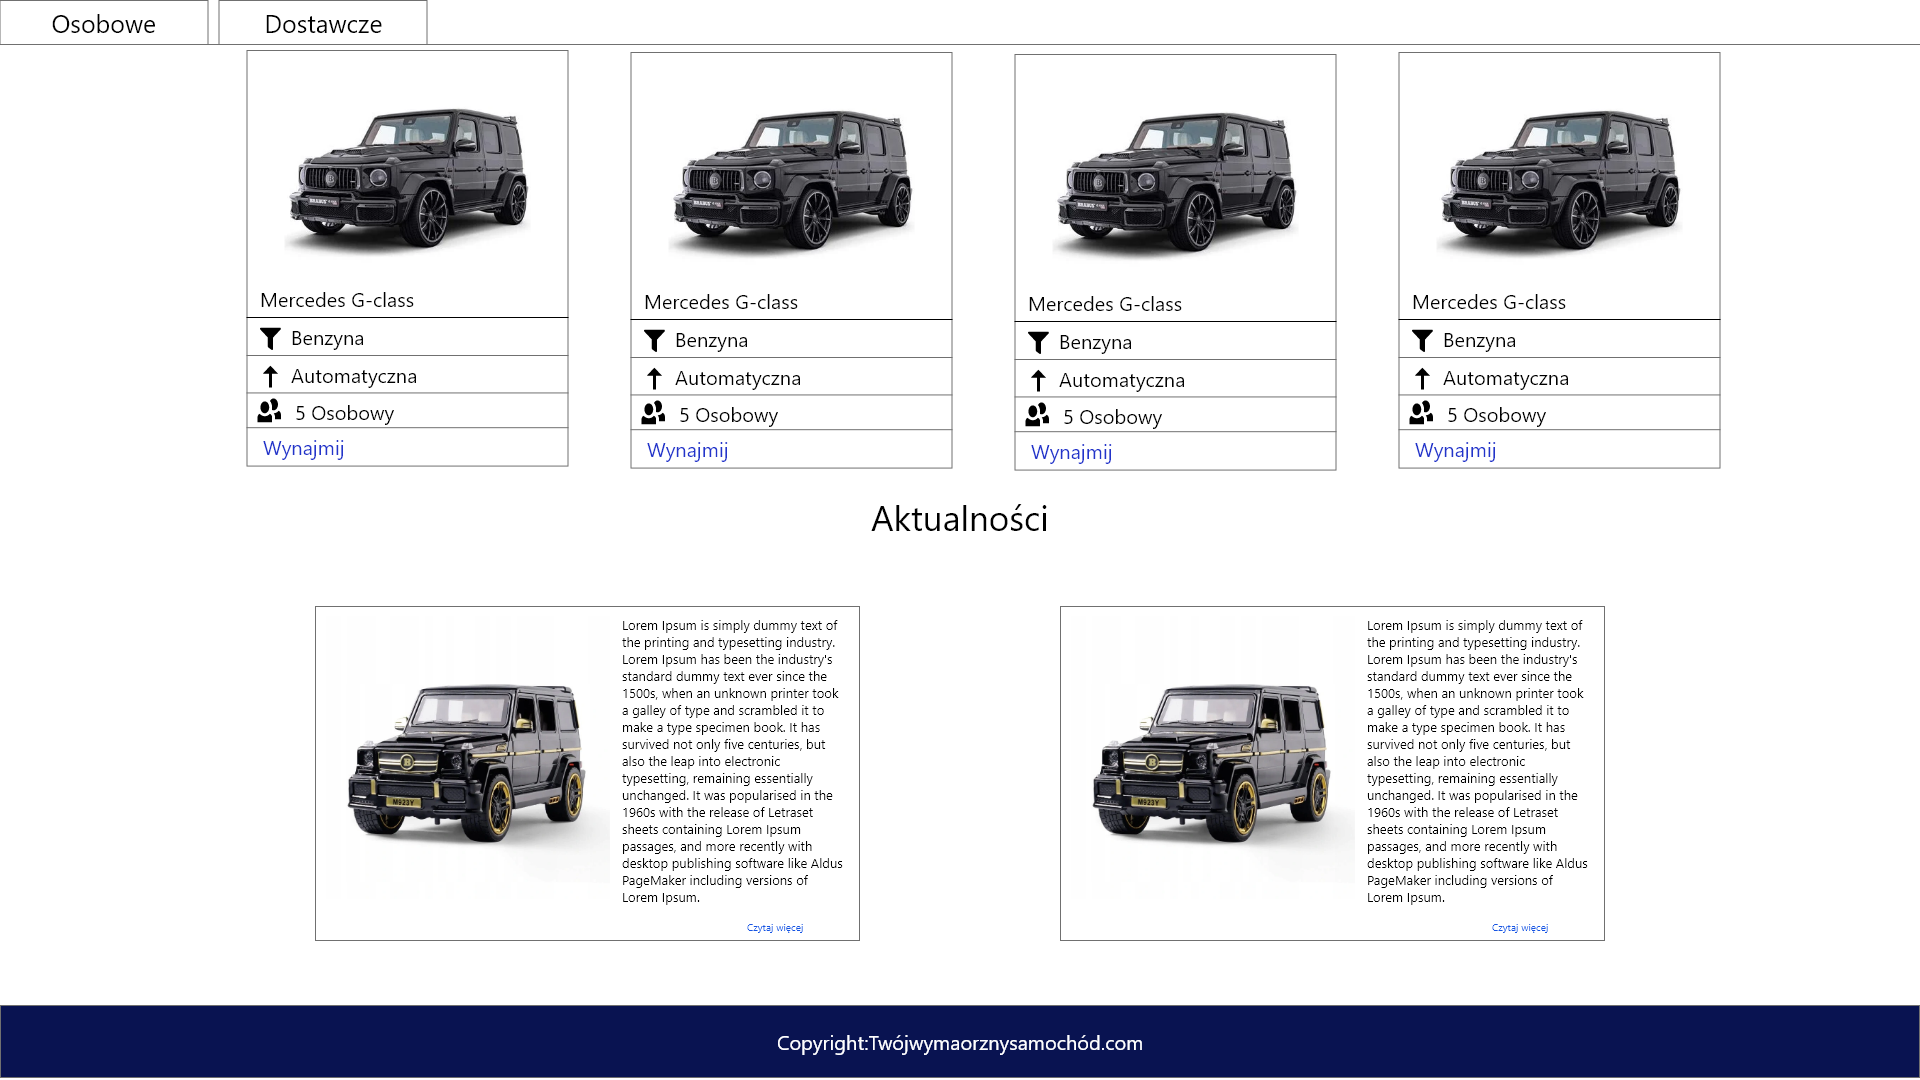 Osobowe
Dostawcze
Mercedes G-class
Benzyna
Automatyczna
5 Osobowy
Wynajmij
Mercedes G-class
Benzyna
Automatyczna
5 Osobowy
Wynajmij
Mercedes G-class
Benzyna
Automatyczna
5 Osobowy
Wynajmij
Mercedes G-class
Benzyna
Automatyczna
5 Osobowy
Wynajmij
Aktualności
M923Y
Lorem Ipsum is simply dummy text of
the printing and typesetting industry.
Lorem Ipsum has been the industry's
standard dummy text ever since the
1500s, when an unknown printer took
a galley of type and scrambled it to
make a type specimen book. It has
survived not only five centuries, but
also the leap into electronic
typesetting, remaining essentially
unchanged. It was popularised in the
1960s with the release of Letraset
sheets containing Lorem Ipsum
passages, and more recently with
desktop publishing software like Aldus
PageMaker including versions of
Lorem Ipsum.
Czytaj więcej
M923Y
Lorem Ipsum is simply dummy text of
the printing and typesetting industry.
Lorem Ipsum has been the industry's
standard dummy text ever since the
1500s, when an unknown printer took
a galley of type and scrambled it to
make a type specimen book. It has
survived not only five centuries, but
also the leap into electronic
typesetting, remaining essentially
unchanged. It was popularised in the
1960s with the release of Letraset
sheets containing Lorem Ipsum
passages, and more recently with
desktop publishing software like Aldus
PageMaker including versions of
Lorem Ipsum.
Czytaj więcej
Copyright:Twójwymaorznysamochód.com